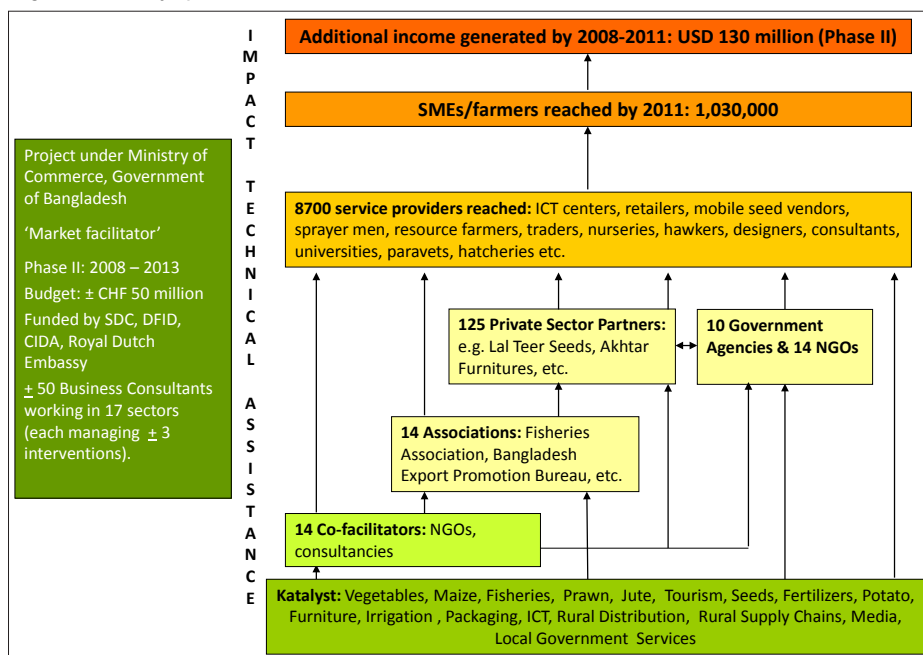 Additional income generated by 2008-2011: USD 130 million (Phase II)
SMEs/farmers reached by 2011: 1,030,000
IMPACT
TECHNICAL
ASSISTANCE
Project under Ministry of
Commerce, Government
of Bangladesh
‘Market facilitator’
Phase II: 2008 – 2013
Budget: ± CHF 50 million
Funded by SDC, DFID,
CIDA, Royal Dutch
Embassy
+ 50 Business Consultants
working in 17 sectors
(each managing + 3
interventions).
8700 service providers reached: ICT centers, retailers, mobile seed vendors,
sprayer men, resource farmers, traders, nurseries, hawkers, designers, consultants,
universities, paravets, hatcheries etc.
125 Private Sector Partners:
e.g. Lal Teer Seeds, Akhtar
Furnitures, etc.
10 Government
Agencies & 14 NGOs
14 Associations: Fisheries
Association, Bangladesh
Export Promotion Bureau, etc.
14 Co-facilitators: NGOs,
consultancies
Katalyst: Vegetables, Maize, Fisheries, Prawn, Jute, Tourism, Seeds, Fertilizers, Potato,
Furniture, Irrigation , Packaging, ICT, Rural Distribution, Rural Supply Chains, Media,
Local Government Services